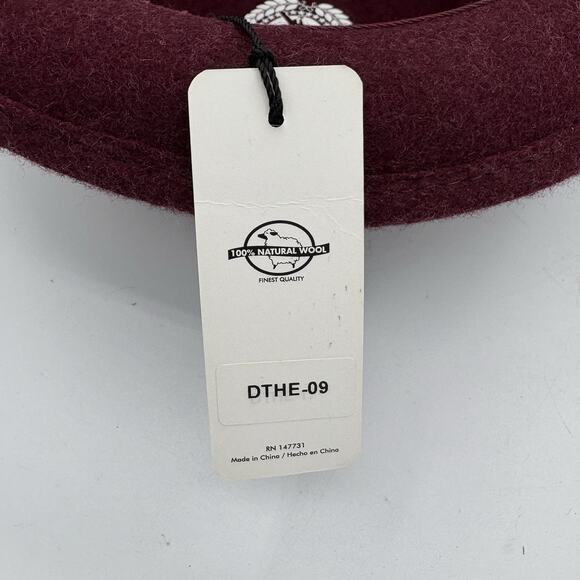 100% NATURAL WOOL
FINEST QUALITY
DTHE-09
RN 147731
Made in China / Hecho en China